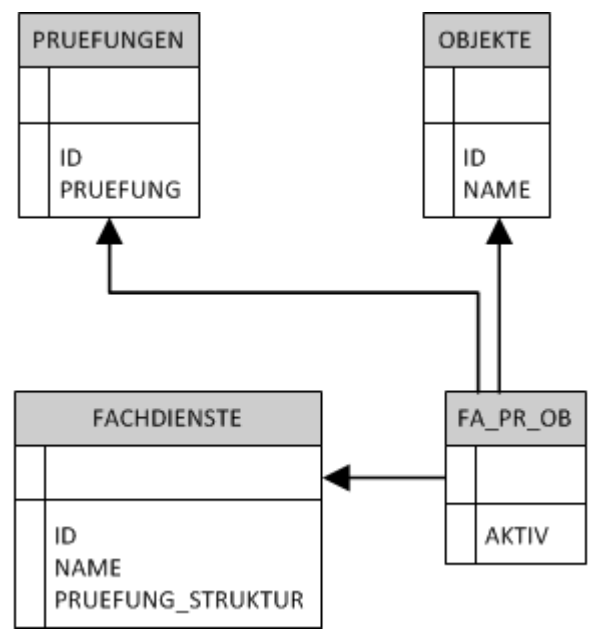 PRUEFUNGEN
ID
PRUEFUNG
OBJEKTE
ID
NAME
FACHDIENSTE
ID
NAME
PRUEFUNG_STRUKTUR
FA_PR_OB
AKTIV